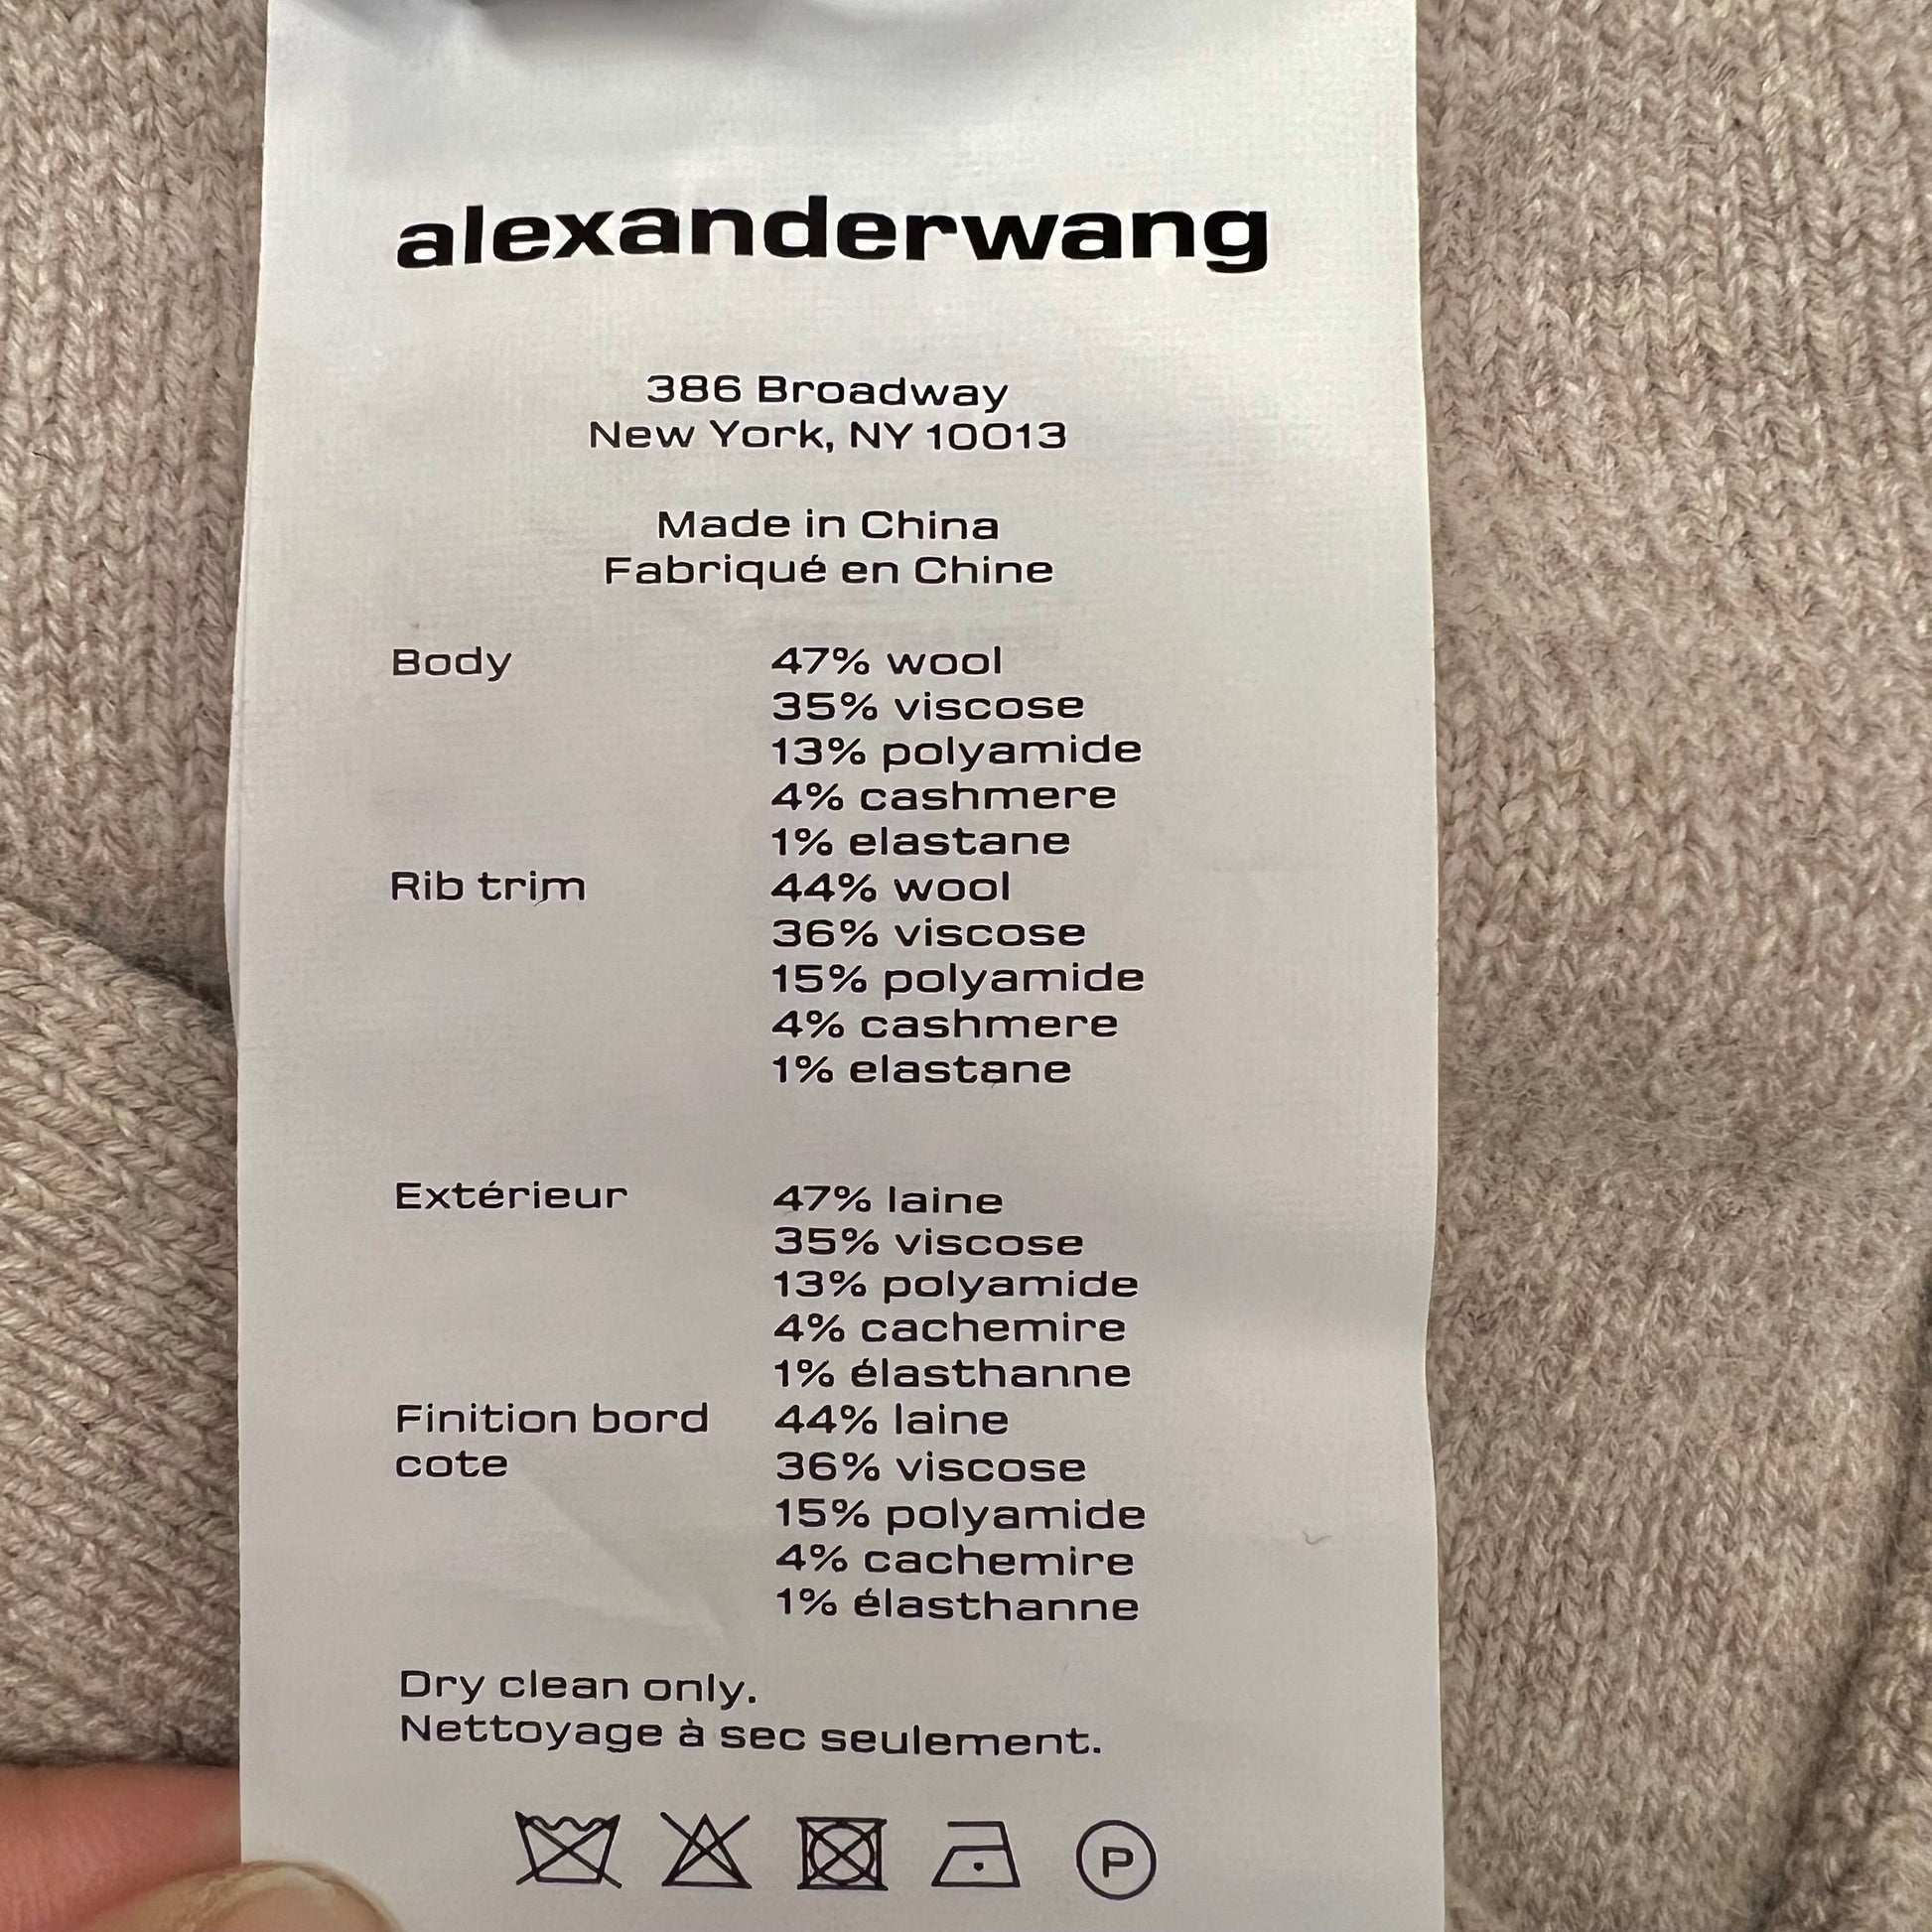 alexanderwang
386 Broadway
New York, NY 10013
Made in China
Fabriqué en Chine
Body 47% wool
35% viscose
13% polyamide
4% cashmere
1% elastane
Rib trim 44% wool
36% viscose
15% polyamide
4% cashmere
1% elastane
Extérieur 47% laine
35% viscose
13% polyamide
4% cachemire
1% élasthanne
Finition bord 44% laine
cote 36% viscose
15% polyamide
4% cachemire
1% élasthanne
Dry clean only.
Nettoyage à sec seulement.
P